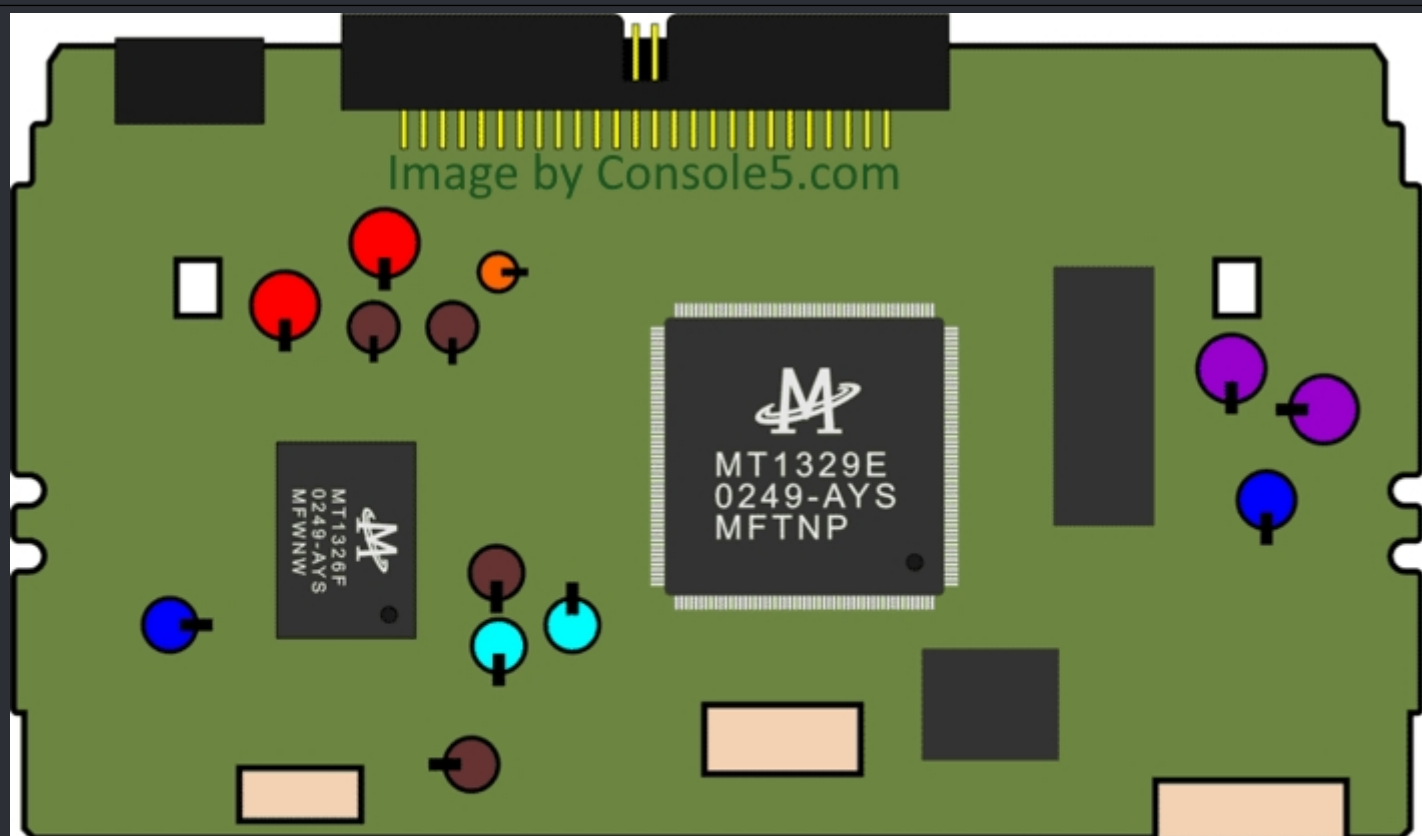 Image by Console5.com
MT1329E
0249-AYS
MFTNP
MT1326F
0249-AYS
MFWNW